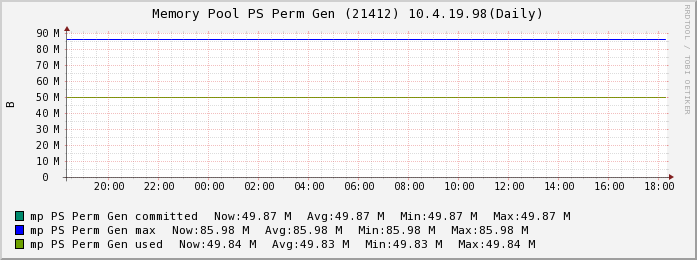 Memory Pool PS Perm Gen (21412) 10.4.19.98(Daily)
RRDTOOL / TOBI OETIKER
B
90 M
80 M
70 M
60 M
50 M
40 M
30 M
20 M
10 M
0
20:00 22:00 00:00 02:00 04:00 06:00 08:00 10:00 12:00 14:00 16:00 18:00
mp PS Perm Gen committed Now:49.87 M Avg:49.87 M Min:49.87 M Max:49.87 M
mp PS Perm Gen max Now:85.98 M Avg:85.98 M Min:85.98 M Max:85.98 M
mp PS Perm Gen used Now:49.84 M Avg:49.83 M Min:49.83 M Max:49.84 M